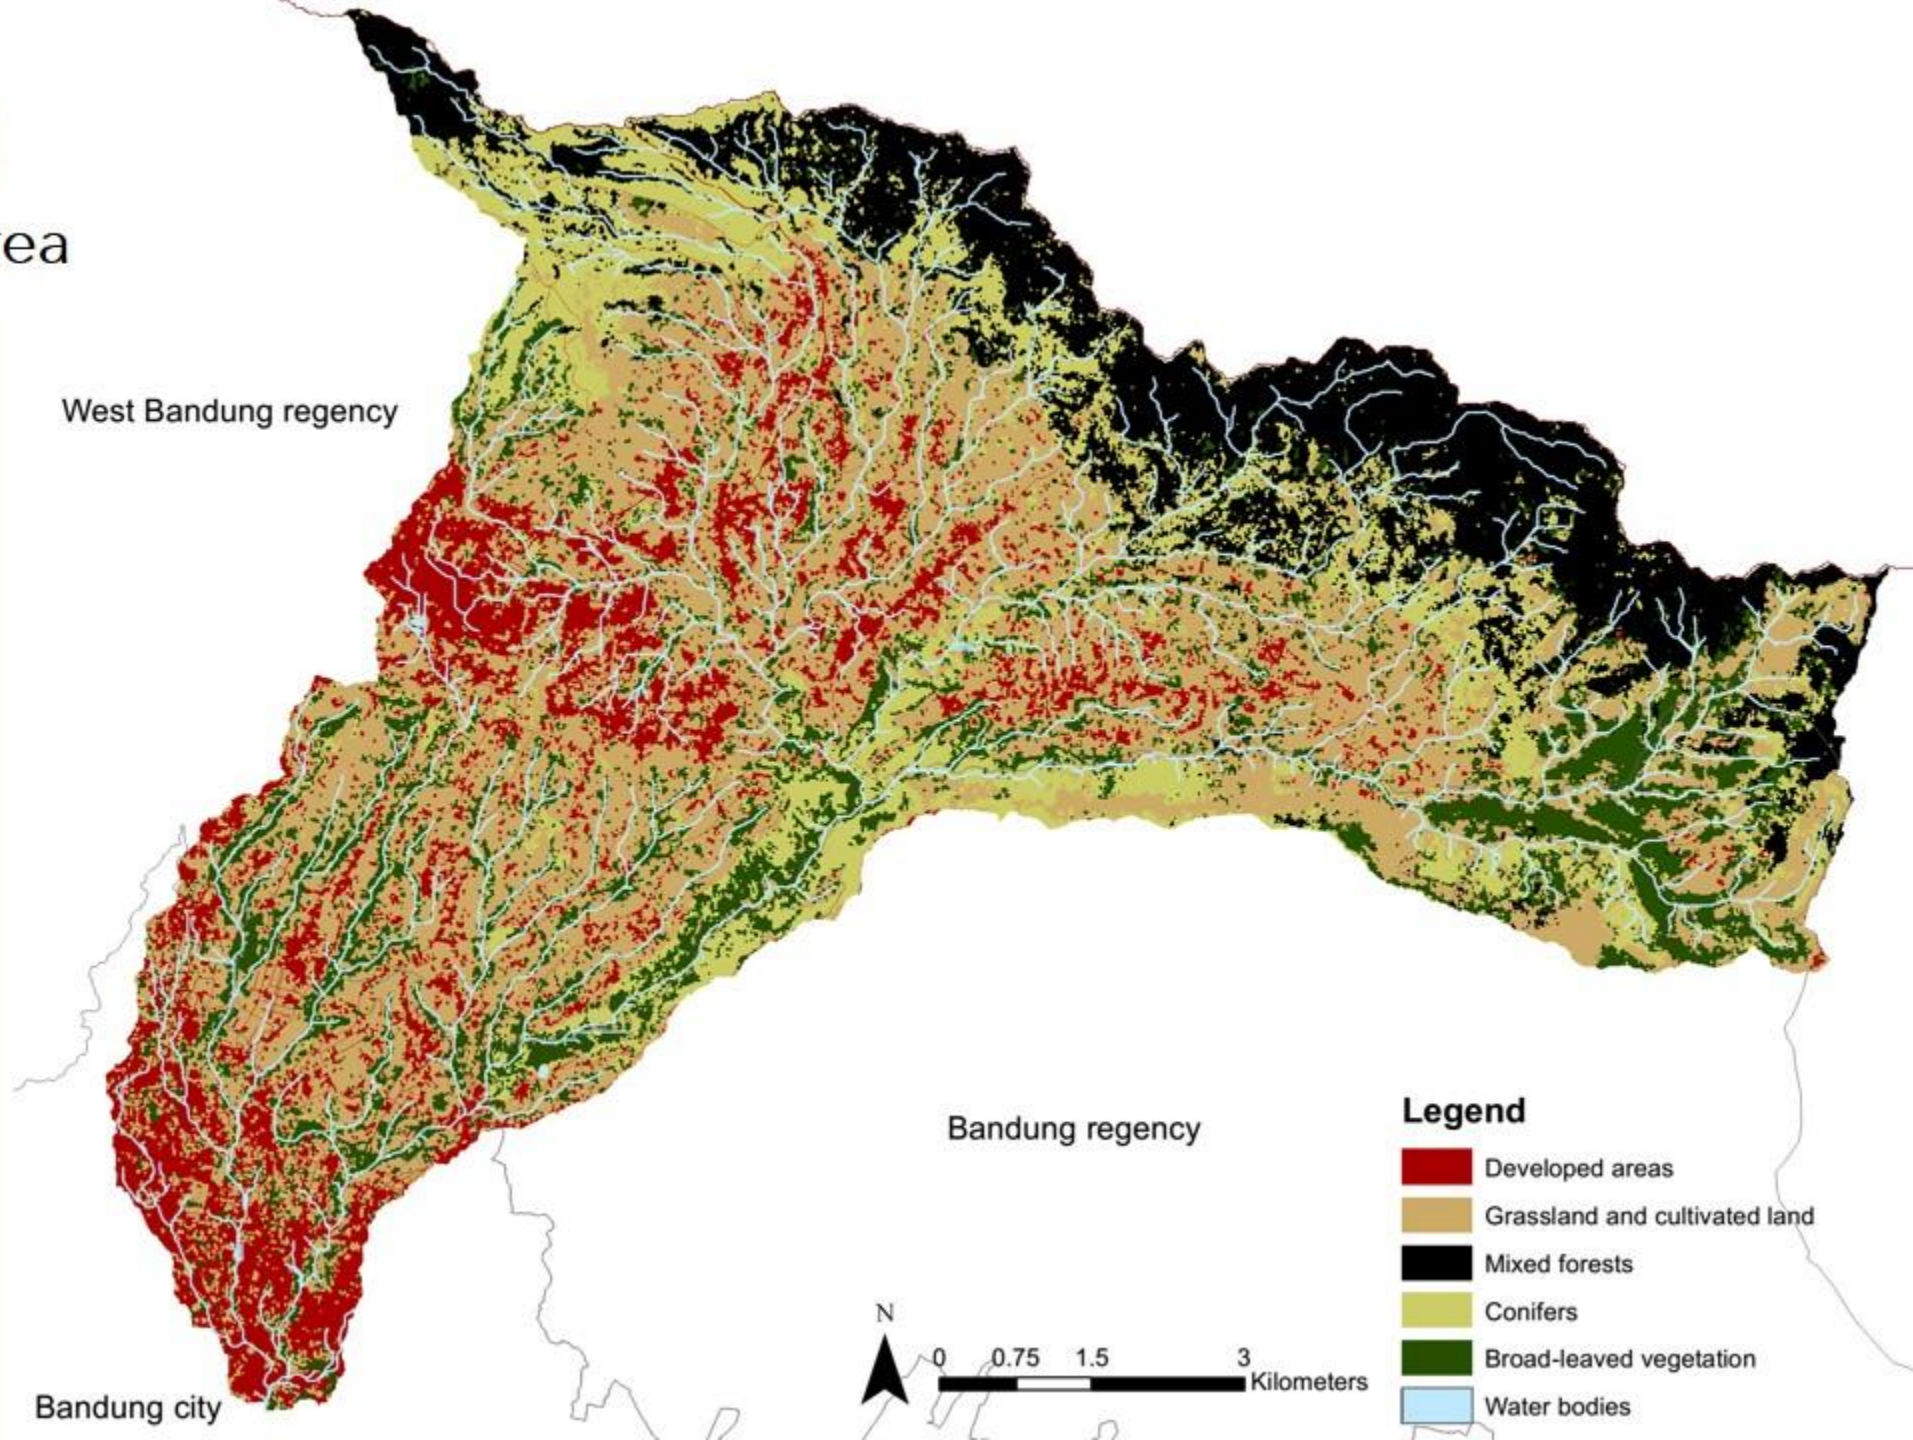 ea
West Bandung regency
Bandung regency
Bandung city
N
0 0.75 1.5 3
Kilometers
Legend
Developed areas
Grassland and cultivated land
Mixed forests
Conifers
Broad-leaved vegetation
Water bodies